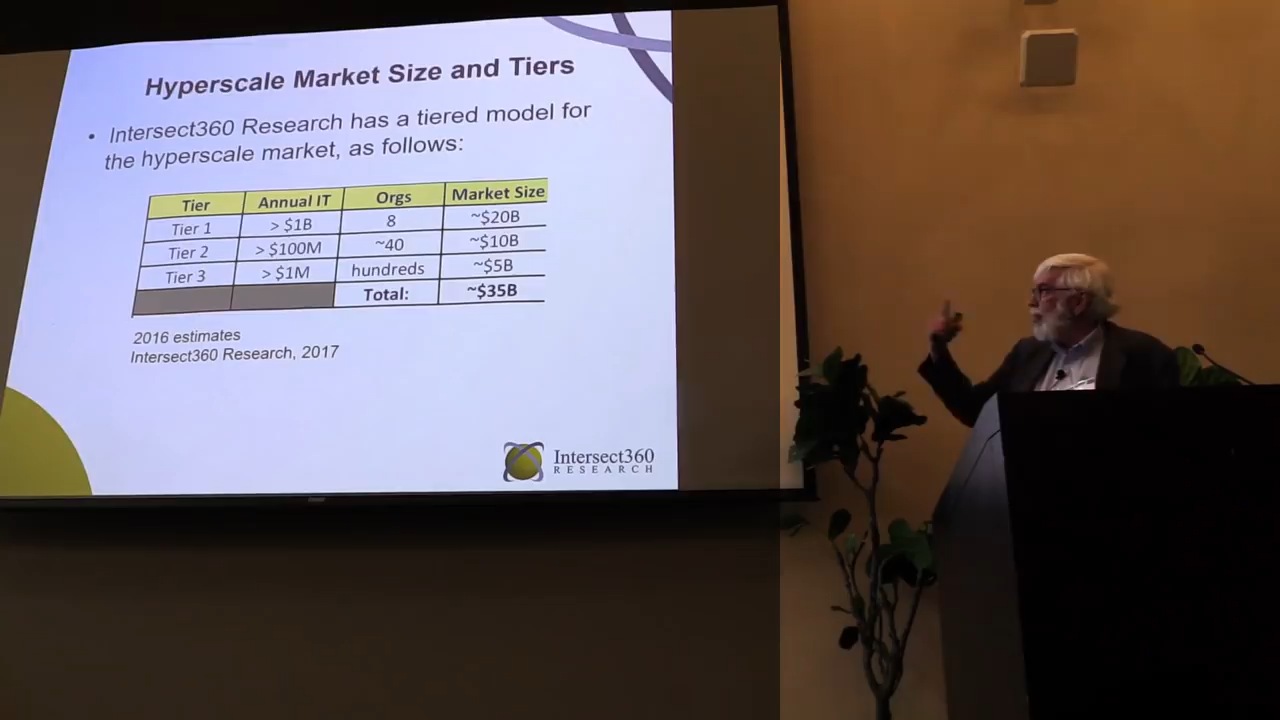 Hyperscale Market Size and Tiers
• Intersect360 Research has a tiered model for
the hyperscale market, as follows:
Tier Annual IT Orgs Market Size
Tier 1 > $1B 8 ~$20B
Tier 2 > $100M ~40 ~$10B
Tier 3 > $1M hundreds ~$5B
Total: ~$35B
2016 estimates
Intersect360 Research, 2017
Intersect360
RESEARCH